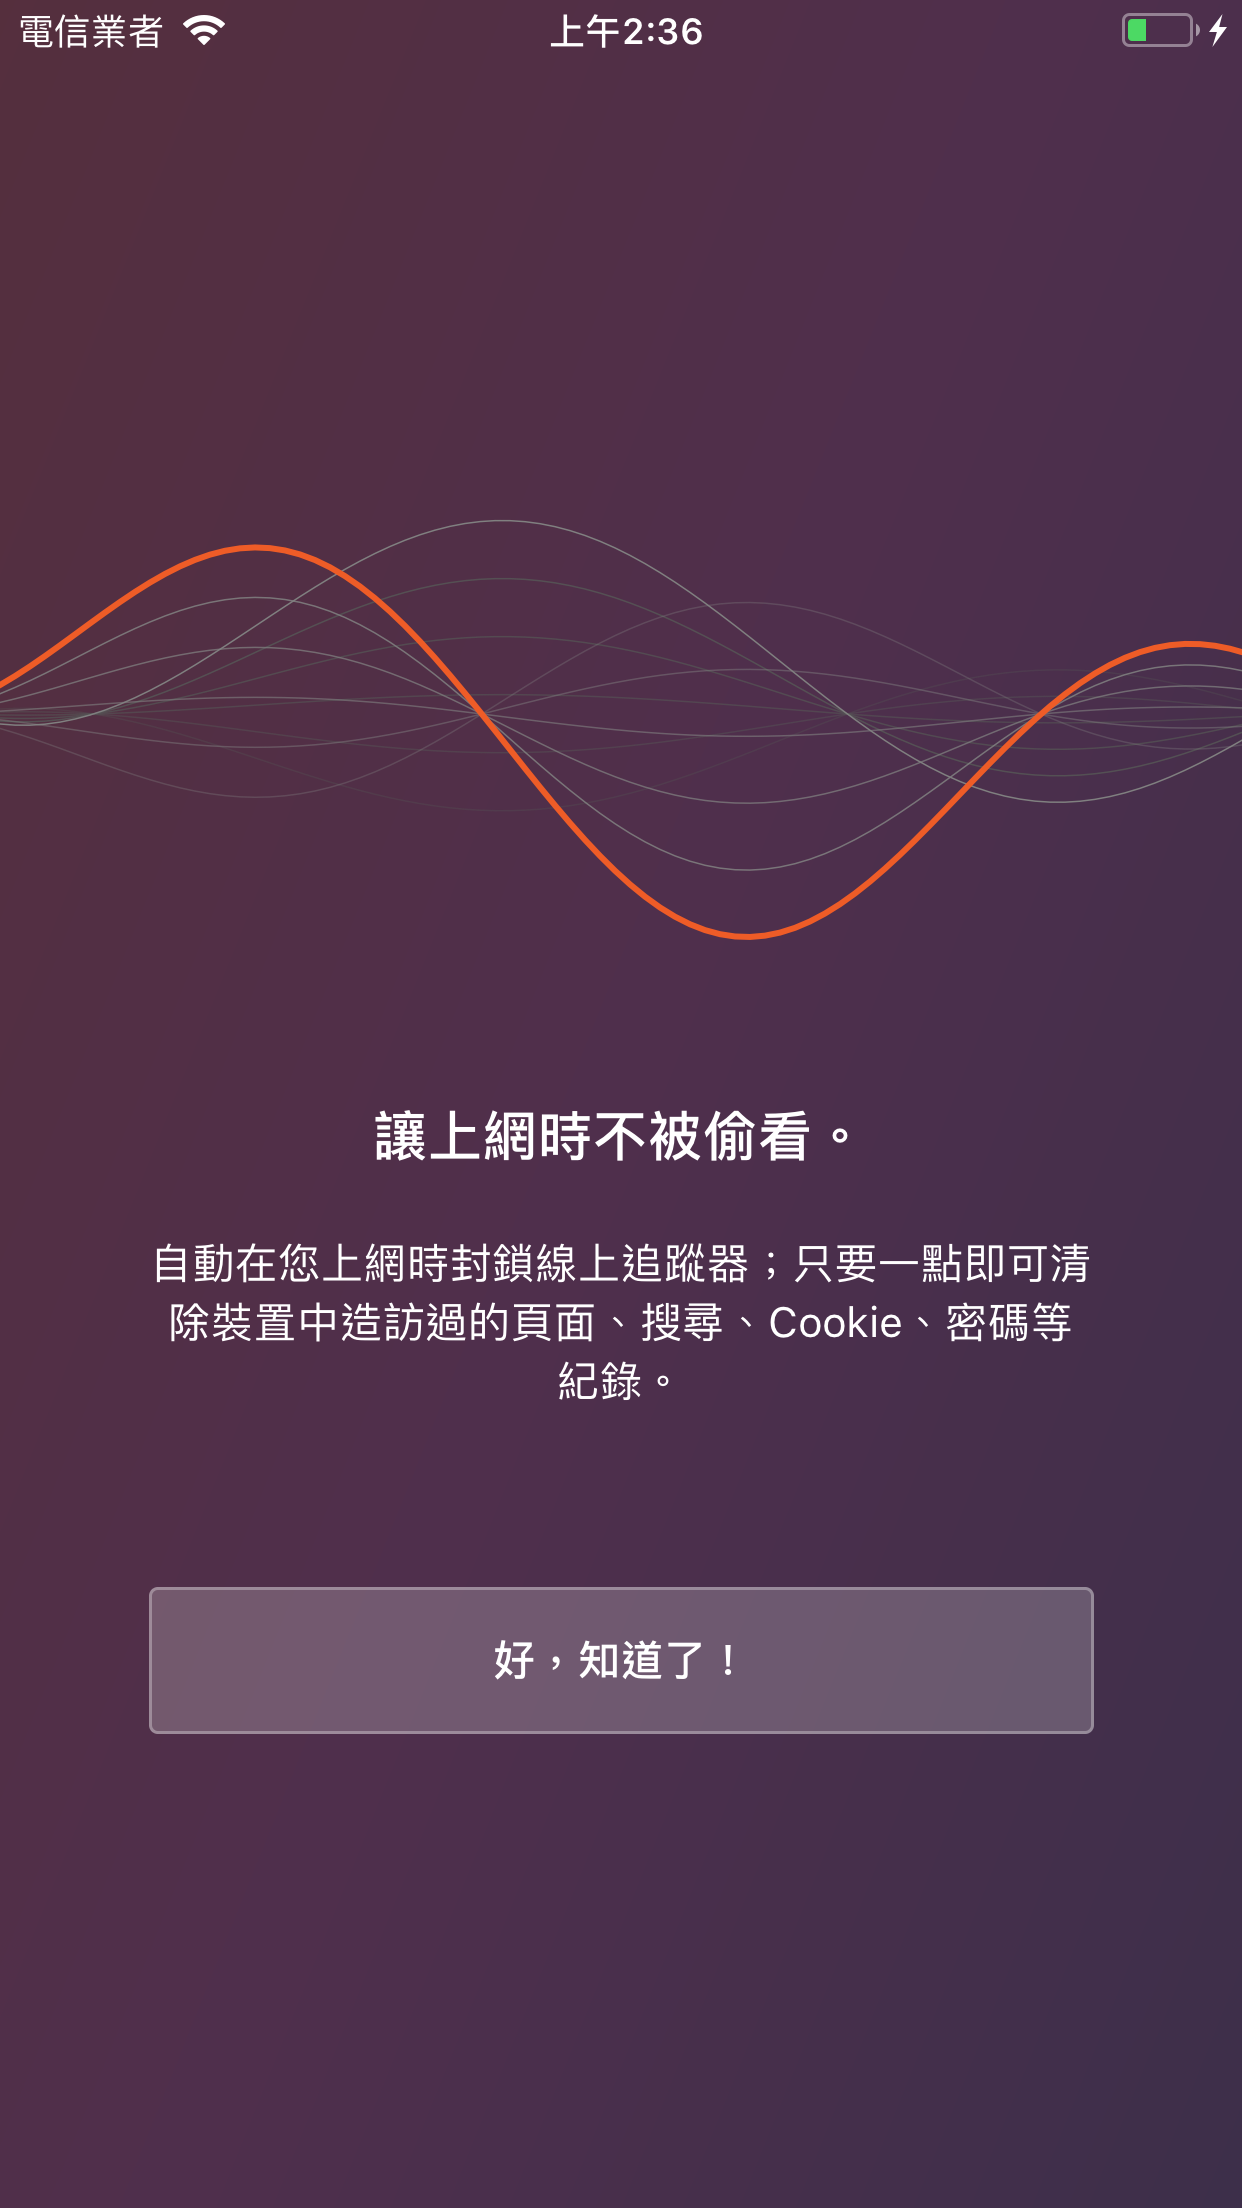 電信業者
上午2:36
讓上網時不被偷看。
自動在您上網時封鎖線上追蹤器；只要一點即可清
除裝置中造訪過的頁面、搜尋、Cookie、密碼等
紀錄。
好，知道了！